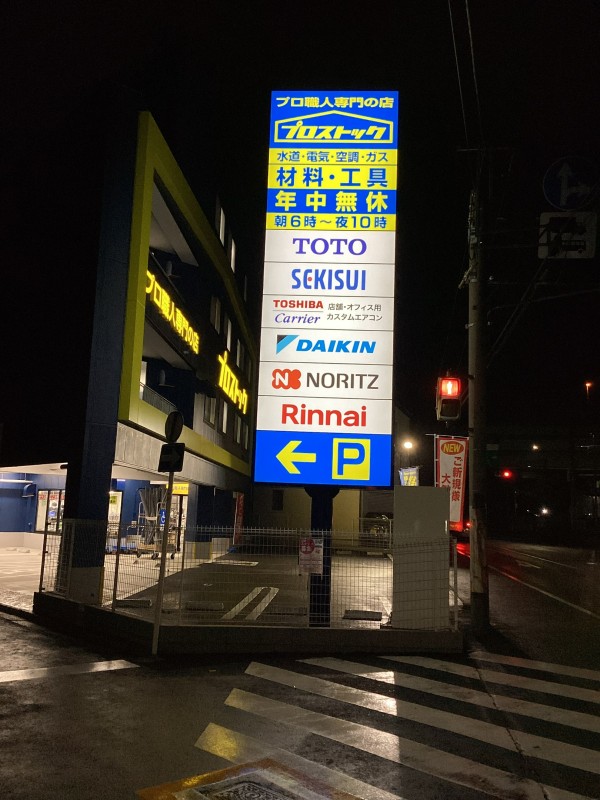 プロ職人専門の店
プロストック
水道・電気・空調・ガス
材料・工具
年中無休
朝6時～夜10時
TOTO
SEKISUI
TOSHIBA
Carrier
店舗・オフィス用
カスタムエアコン
DAIKIN
NORITZ
Rinnai
← P
プロ職人専門の店
プロストック
NEW
ご新規様